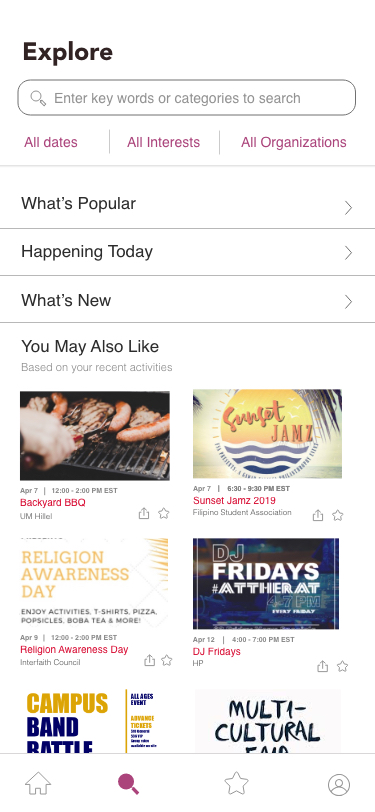 Explore
Enter key words or categories to search
All dates
All Interests
All Organizations
What's Popular
Happening Today
What's New
You May Also Like
Based on your recent activities
Sunset
JAMZ
Apr 7 | 12:00 - 2:00 PM EST
Backyard BBQ
UM Hillel
Apr 7 | 6:30 - 9:30 PM EST
Sunset Jamz 2019
Filipino Student Association
RELIGION
AWARENESS
DAY
ENJOY ACTIVITIES, T-SHIRTS, PIZZA,
POPSICLES, BOBA TEA & MORE!
DJ
FRIDAYS
#ATTHERAT
4-7 PM
EVERY FRIDAY
Apr 9 | 12:00 - 2:00 PM EST
Religion Awareness Day
Interfaith Council
Apr 12 | 4:00 - 7:00 PM EST
DJ Fridays
HP
CAMPUS
BAND
BATTLE
ALL AGES
EVENT
ADVANCE
TICKETS
MULTI-
CULTURAL
FAIR